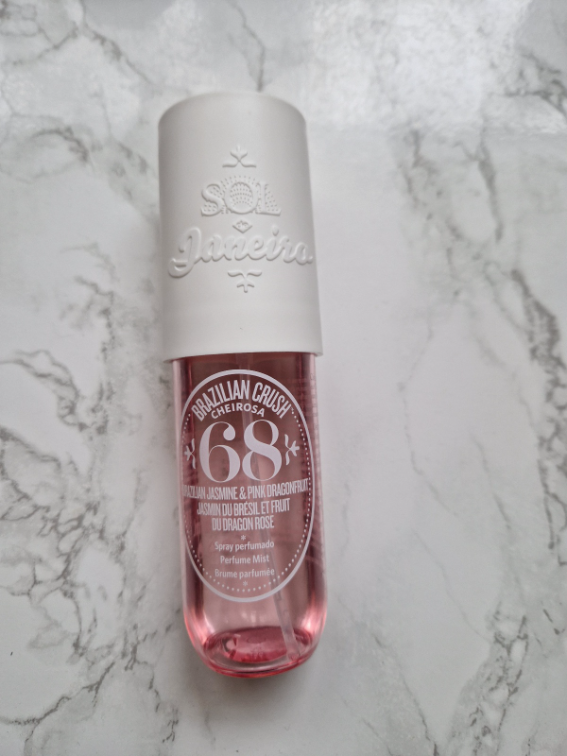 SOL
de
Janeiro
BRAZILIAN CRUSH
CHEIROSA
68
BRAZILIAN JASMINE & PINK DRAGONFRUIT
JASMIN DU BRÉSIL ET FRUIT
DU DRAGON ROSE
Spray perfumado
Perfume Mist
Brume parfumée